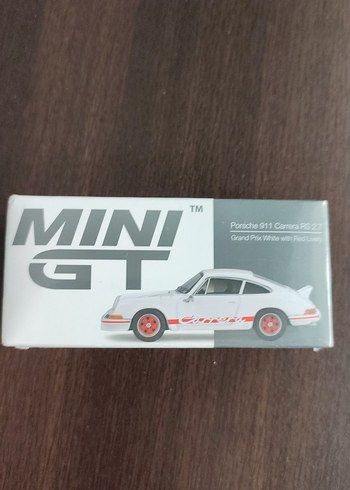 MINI GT ™
Porsche 911 Carrera RS 2.7
Grand Prix White with Red Livery
Carrera